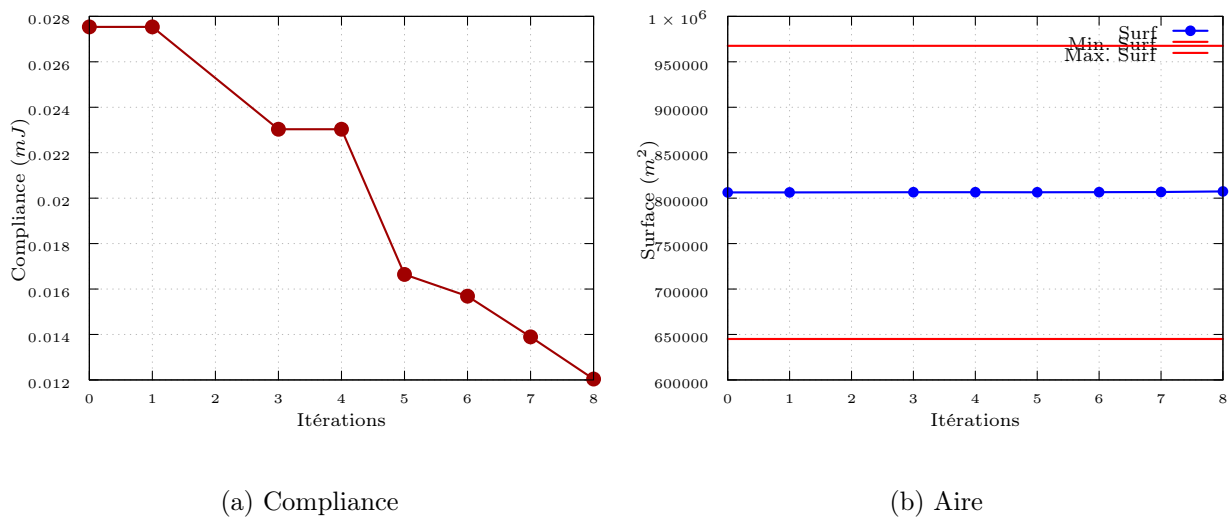 0.028
0.026
0.024
0.022
0.02
0.018
0.016
0.014
0.012
Compliance (mJ)
0 1 2 3 4 5 6 7 8
Itérations
(a) Compliance
1 × 10^6
950000
900000
850000
800000
750000
700000
650000
600000
Surface (m²)
Surf
Min. Surf
Max. Surf
0 1 2 3 4 5 6 7 8
Itérations
(b) Aire